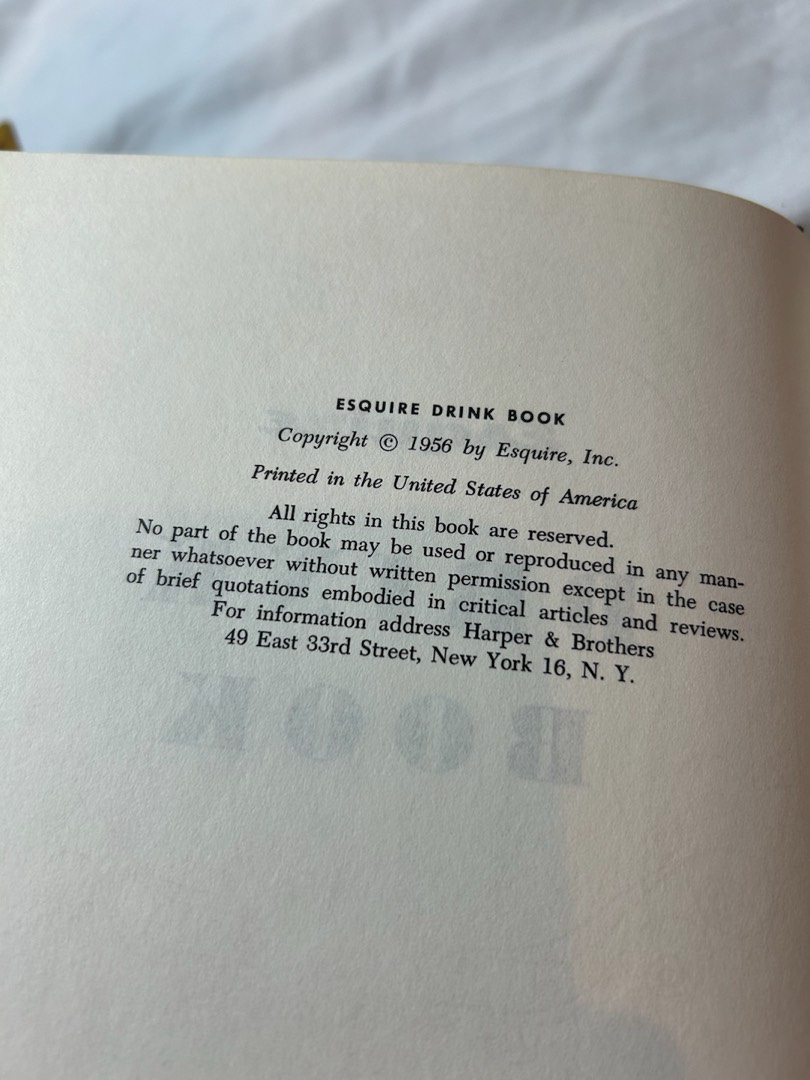 ESQUIRE DRINK BOOK
Copyright © 1956 by Esquire, Inc.
Printed in the United States of America
All rights in this book are reserved.
No part of the book may be used or reproduced in any man-
ner whatsoever without written permission except in the case
of brief quotations embodied in critical articles and reviews.
For information address Harper & Brothers
49 East 33rd Street, New York 16, N. Y.
BOOK